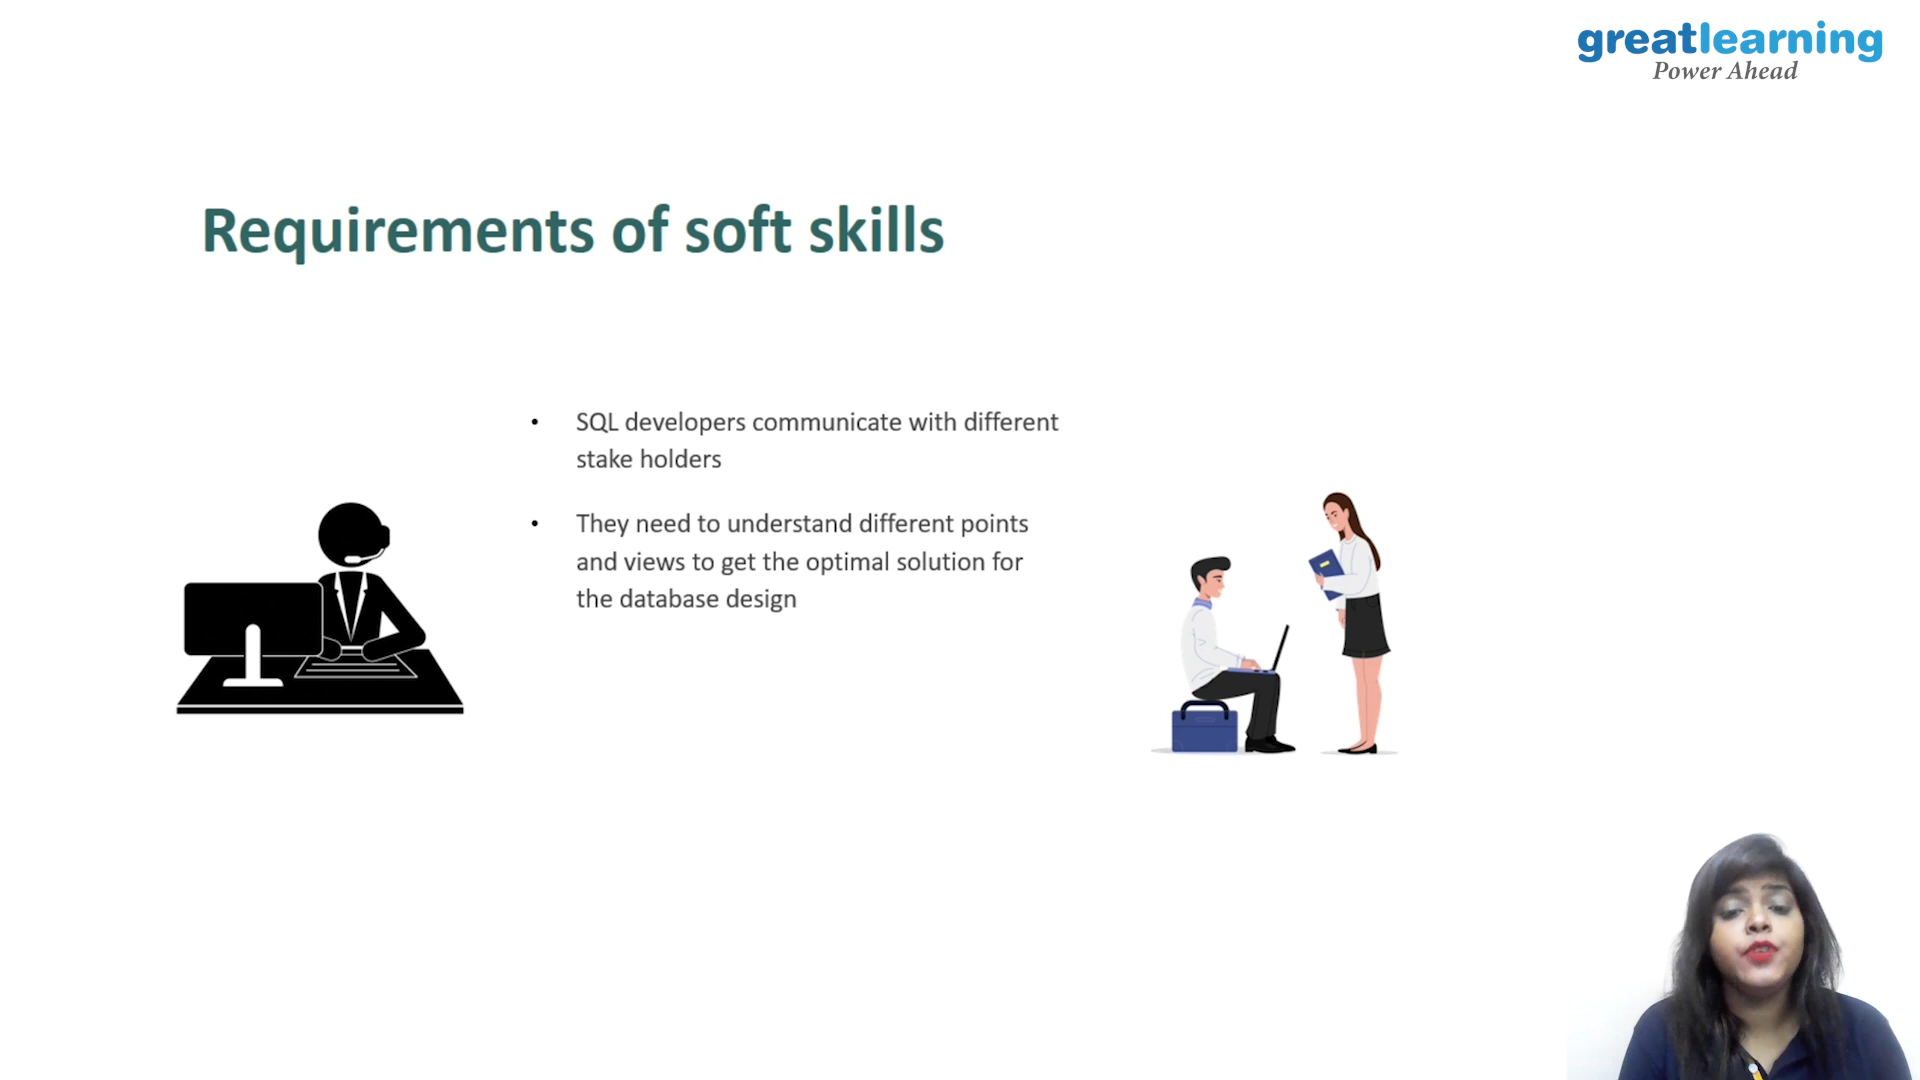 greatlearning
Power Ahead
Requirements of soft skills
• SQL developers communicate with different
stake holders
• They need to understand different points
and views to get the optimal solution for
the database design